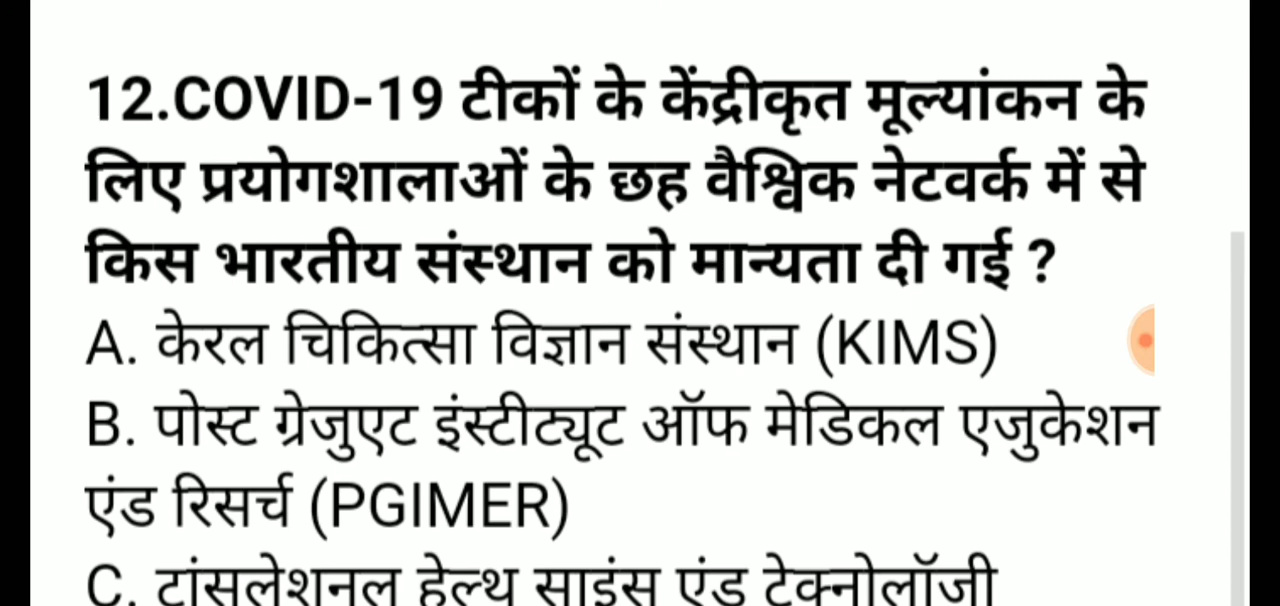 12.COVID-19 टीकों के केंद्रीकृत मूल्यांकन के
लिए प्रयोगशालाओं के छह वैश्विक नेटवर्क में से
किस भारतीय संस्थान को मान्यता दी गई ?
A. केरल चिकित्सा विज्ञान संस्थान (KIMS)
B. पोस्ट ग्रेजुएट इंस्टीट्यूट ऑफ मेडिकल एजुकेशन
एंड रिसर्च (PGIMER)
C. ट्रांसलेशनल हेल्थ साइंस एंड टेक्नोलॉजी